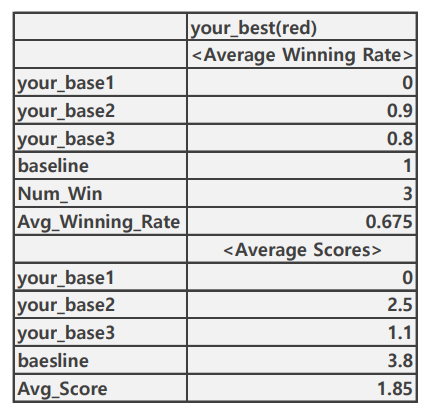 your_best(red)
<Average Winning Rate>
your_base1 0
your_base2 0.9
your_base3 0.8
baseline 1
Num_Win 3
Avg_Winning_Rate 0.675
<Average Scores>
your_base1 0
your_base2 2.5
your_base3 1.1
baesline 3.8
Avg_Score 1.85